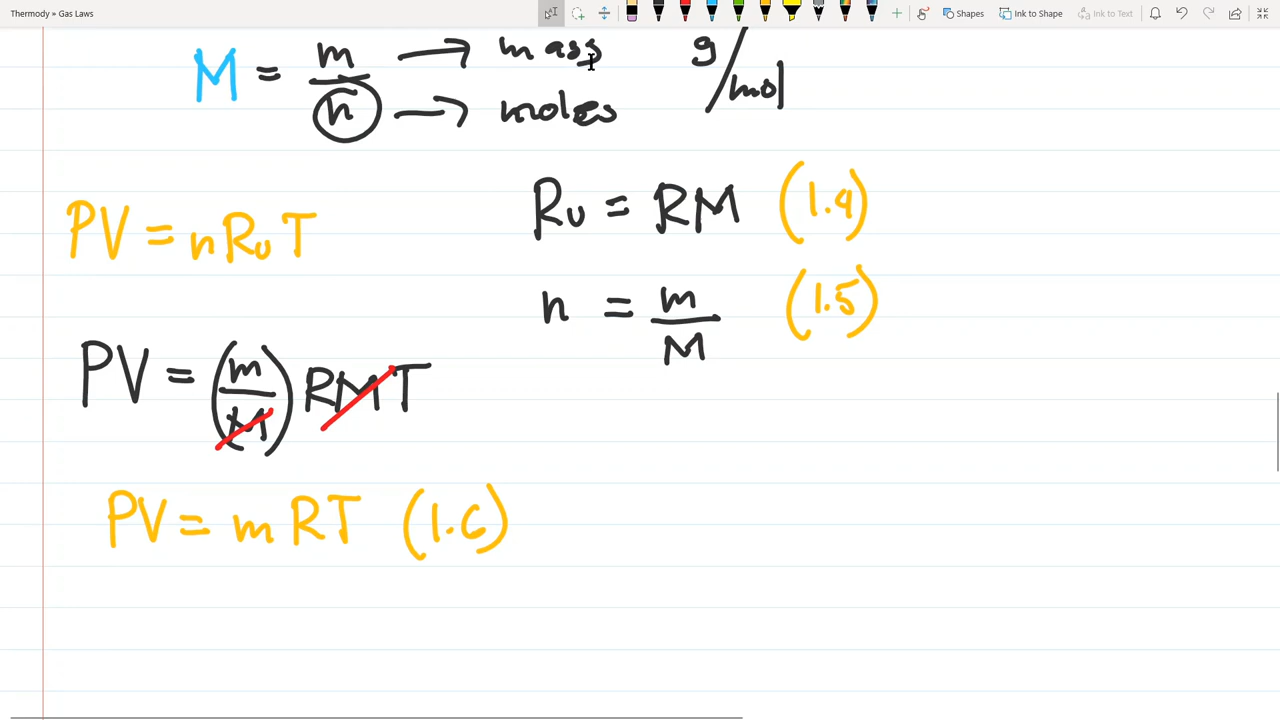 Thermody » Gas Laws
Shapes Ink to Shape Ink to Text
M = m/n → mass g/mol
→ moles
Ru = RM (1.4)
PV = nRuT
n = m/M (1.5)
PV = (m/M) RMT
PV = mRT (1.6)